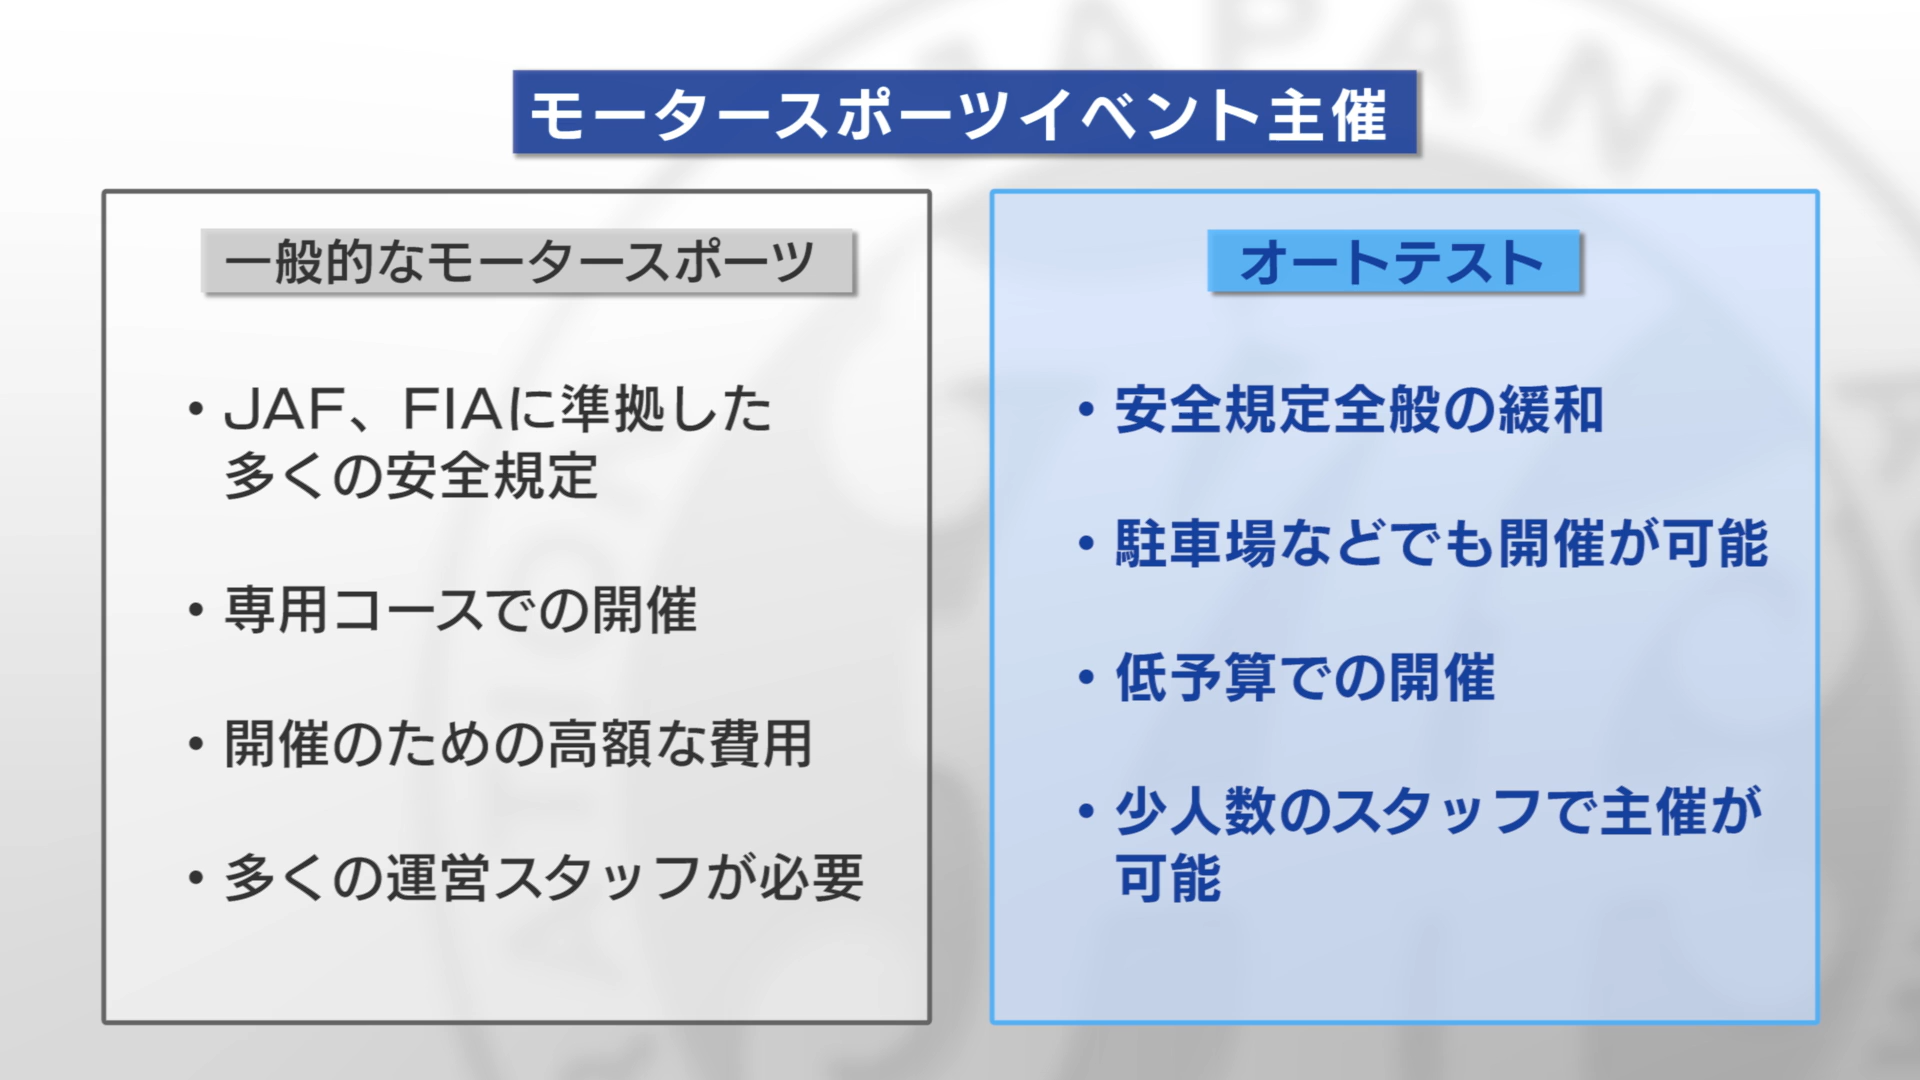 モータースポーツイベント主催
一般的なモータースポーツ
・JAF、FIAに準拠した
多くの安全規定
・専用コースでの開催
・開催のための高額な費用
・多くの運営スタッフが必要
オートテスト
・安全規定全般の緩和
・駐車場などでも開催が可能
・低予算での開催
・少人数のスタッフで主催が
可能
JAPAN